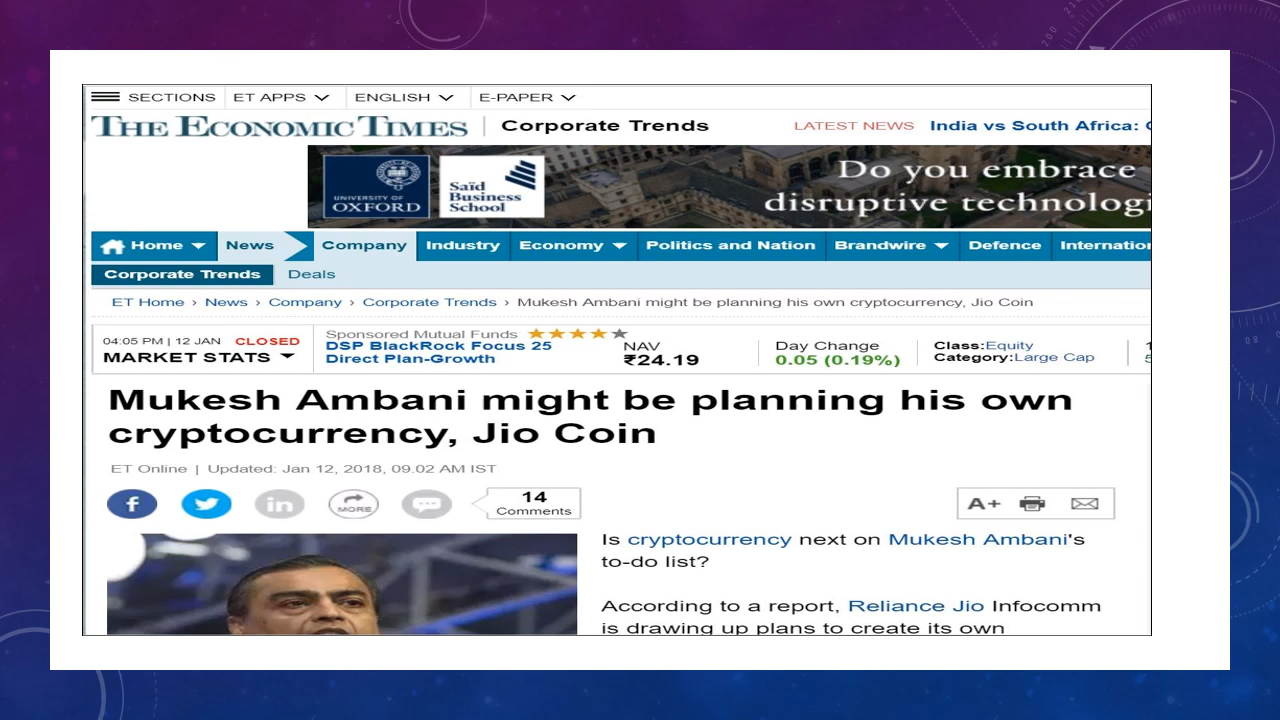 SECTIONS ET APPS ENGLISH E-PAPER
THE ECONOMIC TIMES | Corporate Trends LATEST NEWS India vs South Africa:
UNIVERSITY OF
OXFORD
Saïd
Business
School
Do you embrace
disruptive technologi
Home News Company Industry Economy Politics and Nation Brandwire Defence Internation
Corporate Trends Deals
ET Home › News › Company › Corporate Trends › Mukesh Ambani might be planning his own cryptocurrency, Jio Coin
04:05 PM | 12 JAN CLOSED
MARKET STATS
Sponsored Mutual Funds
DSP BlackRock Focus 25
Direct Plan-Growth
NAV
₹24.19
Day Change
0.05 (0.19%)
Class:Equity
Category:Large Cap
Mukesh Ambani might be planning his own
cryptocurrency, Jio Coin
ET Online | Updated: Jan 12, 2018, 09.02 AM IST
f
in
MORE
14
Comments
A+
Is cryptocurrency next on Mukesh Ambani's
to-do list?
According to a report, Reliance Jio Infocomm
is drawing up plans to create its own